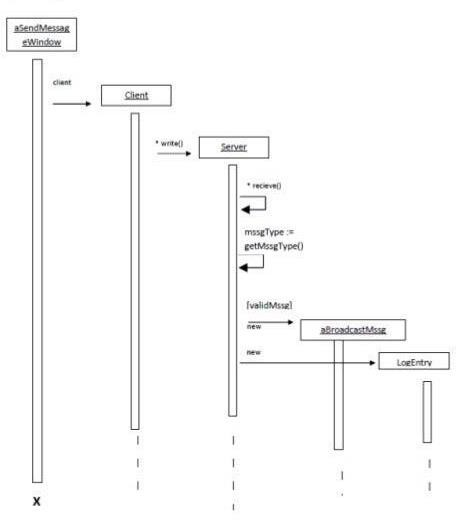 aSendMessag
eWindow
client
Client
* write()
Server
* recieve()
mssgType :=
getMssgType()
[validMssg]
new
aBroadcastMssg
new
LogEntry
X